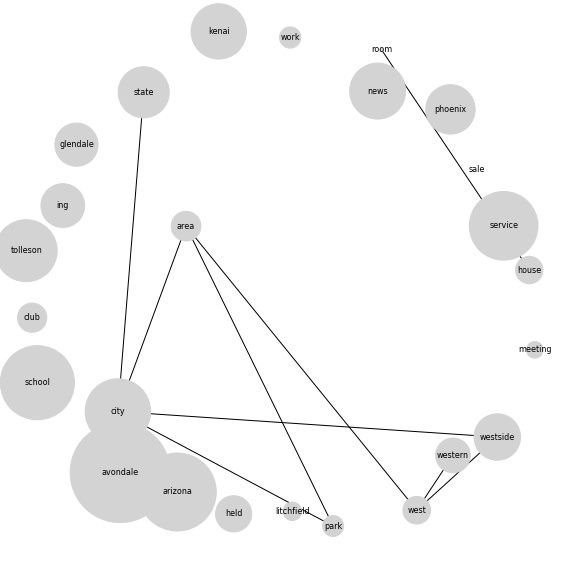 kenai
work
room
state
news
phoenix
glendale
sale
ing
area
service
tolleson
house
club
meeting
school
city
westside
western
avondale
arizona
west
litchfield
held
park